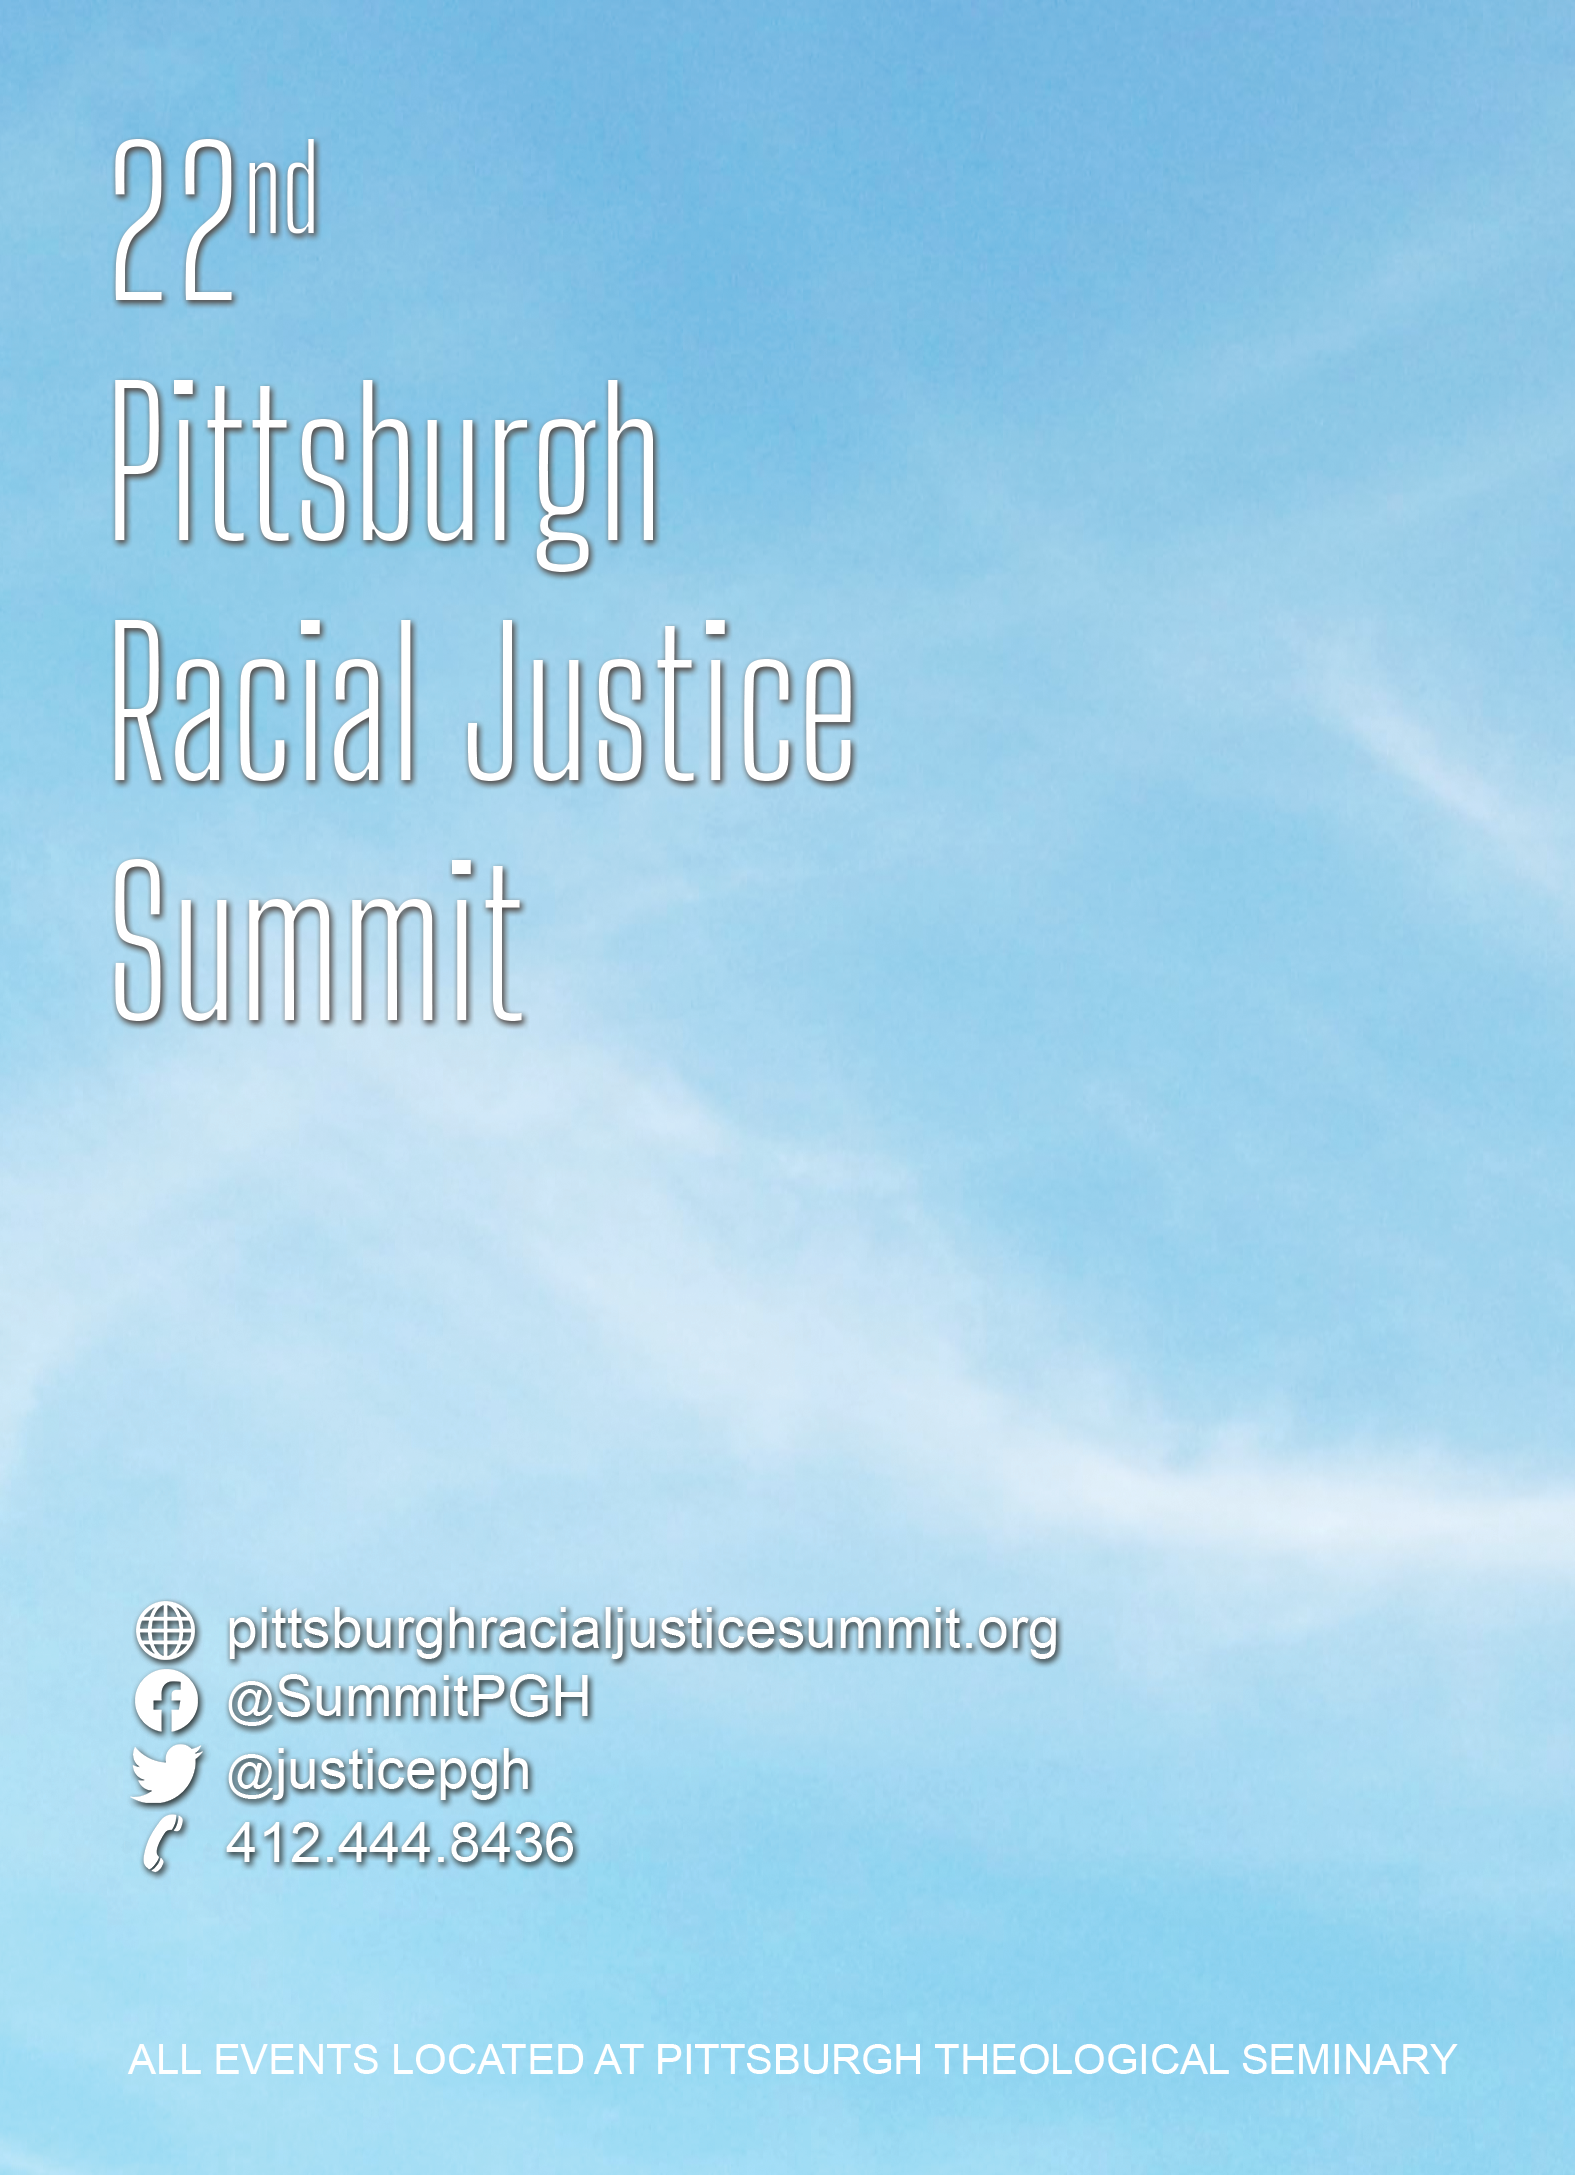 22nd
Pittsburgh
Racial Justice
Summit
pittsburghracialjusticesummit.org
@SummitPGH
@justicepgh
412.444.8436
ALL EVENTS LOCATED AT PITTSBURGH THEOLOGICAL SEMINARY